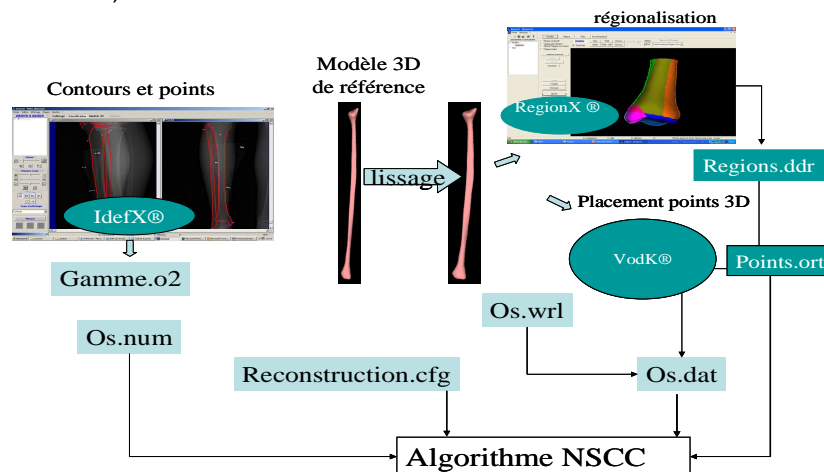 régionalisation
Contours et points
Modèle 3D
de référence
RegionX ®
lissage
Regions.ddr
IdefX®
Placement points 3D
VodK®
Points.ort
Gamme.o2
Os.wrl
Os.num
Reconstruction.cfg
Os.dat
Algorithme NSCC